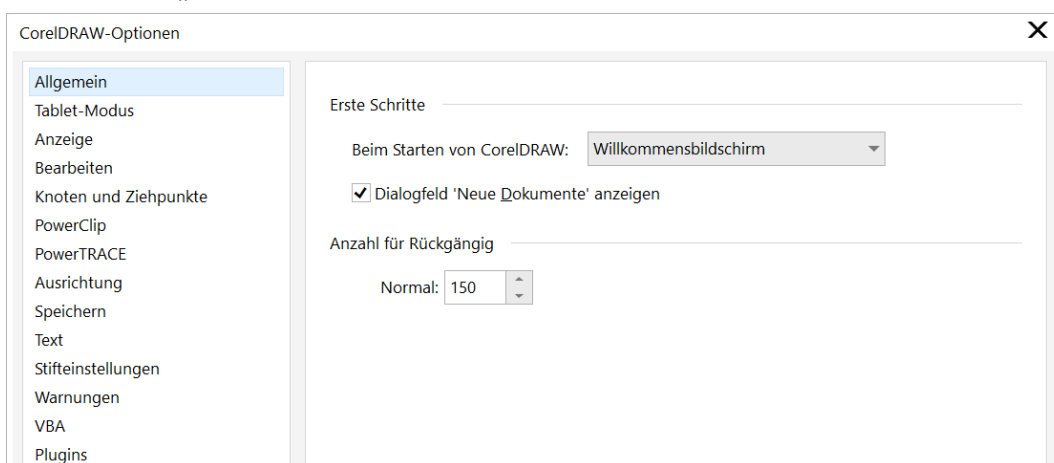 CorelDRAW-Optionen
Allgemein
Tablet-Modus
Anzeige
Bearbeiten
Knoten und Ziehpunkte
PowerClip
PowerTRACE
Ausrichtung
Speichern
Text
Stifteinstellungen
Warnungen
VBA
Plugins
Erste Schritte
Beim Starten von CorelDRAW: Willkommensbildschirm
Dialogfeld 'Neue Dokumente' anzeigen
Anzahl für Rückgängig
Normal: 150